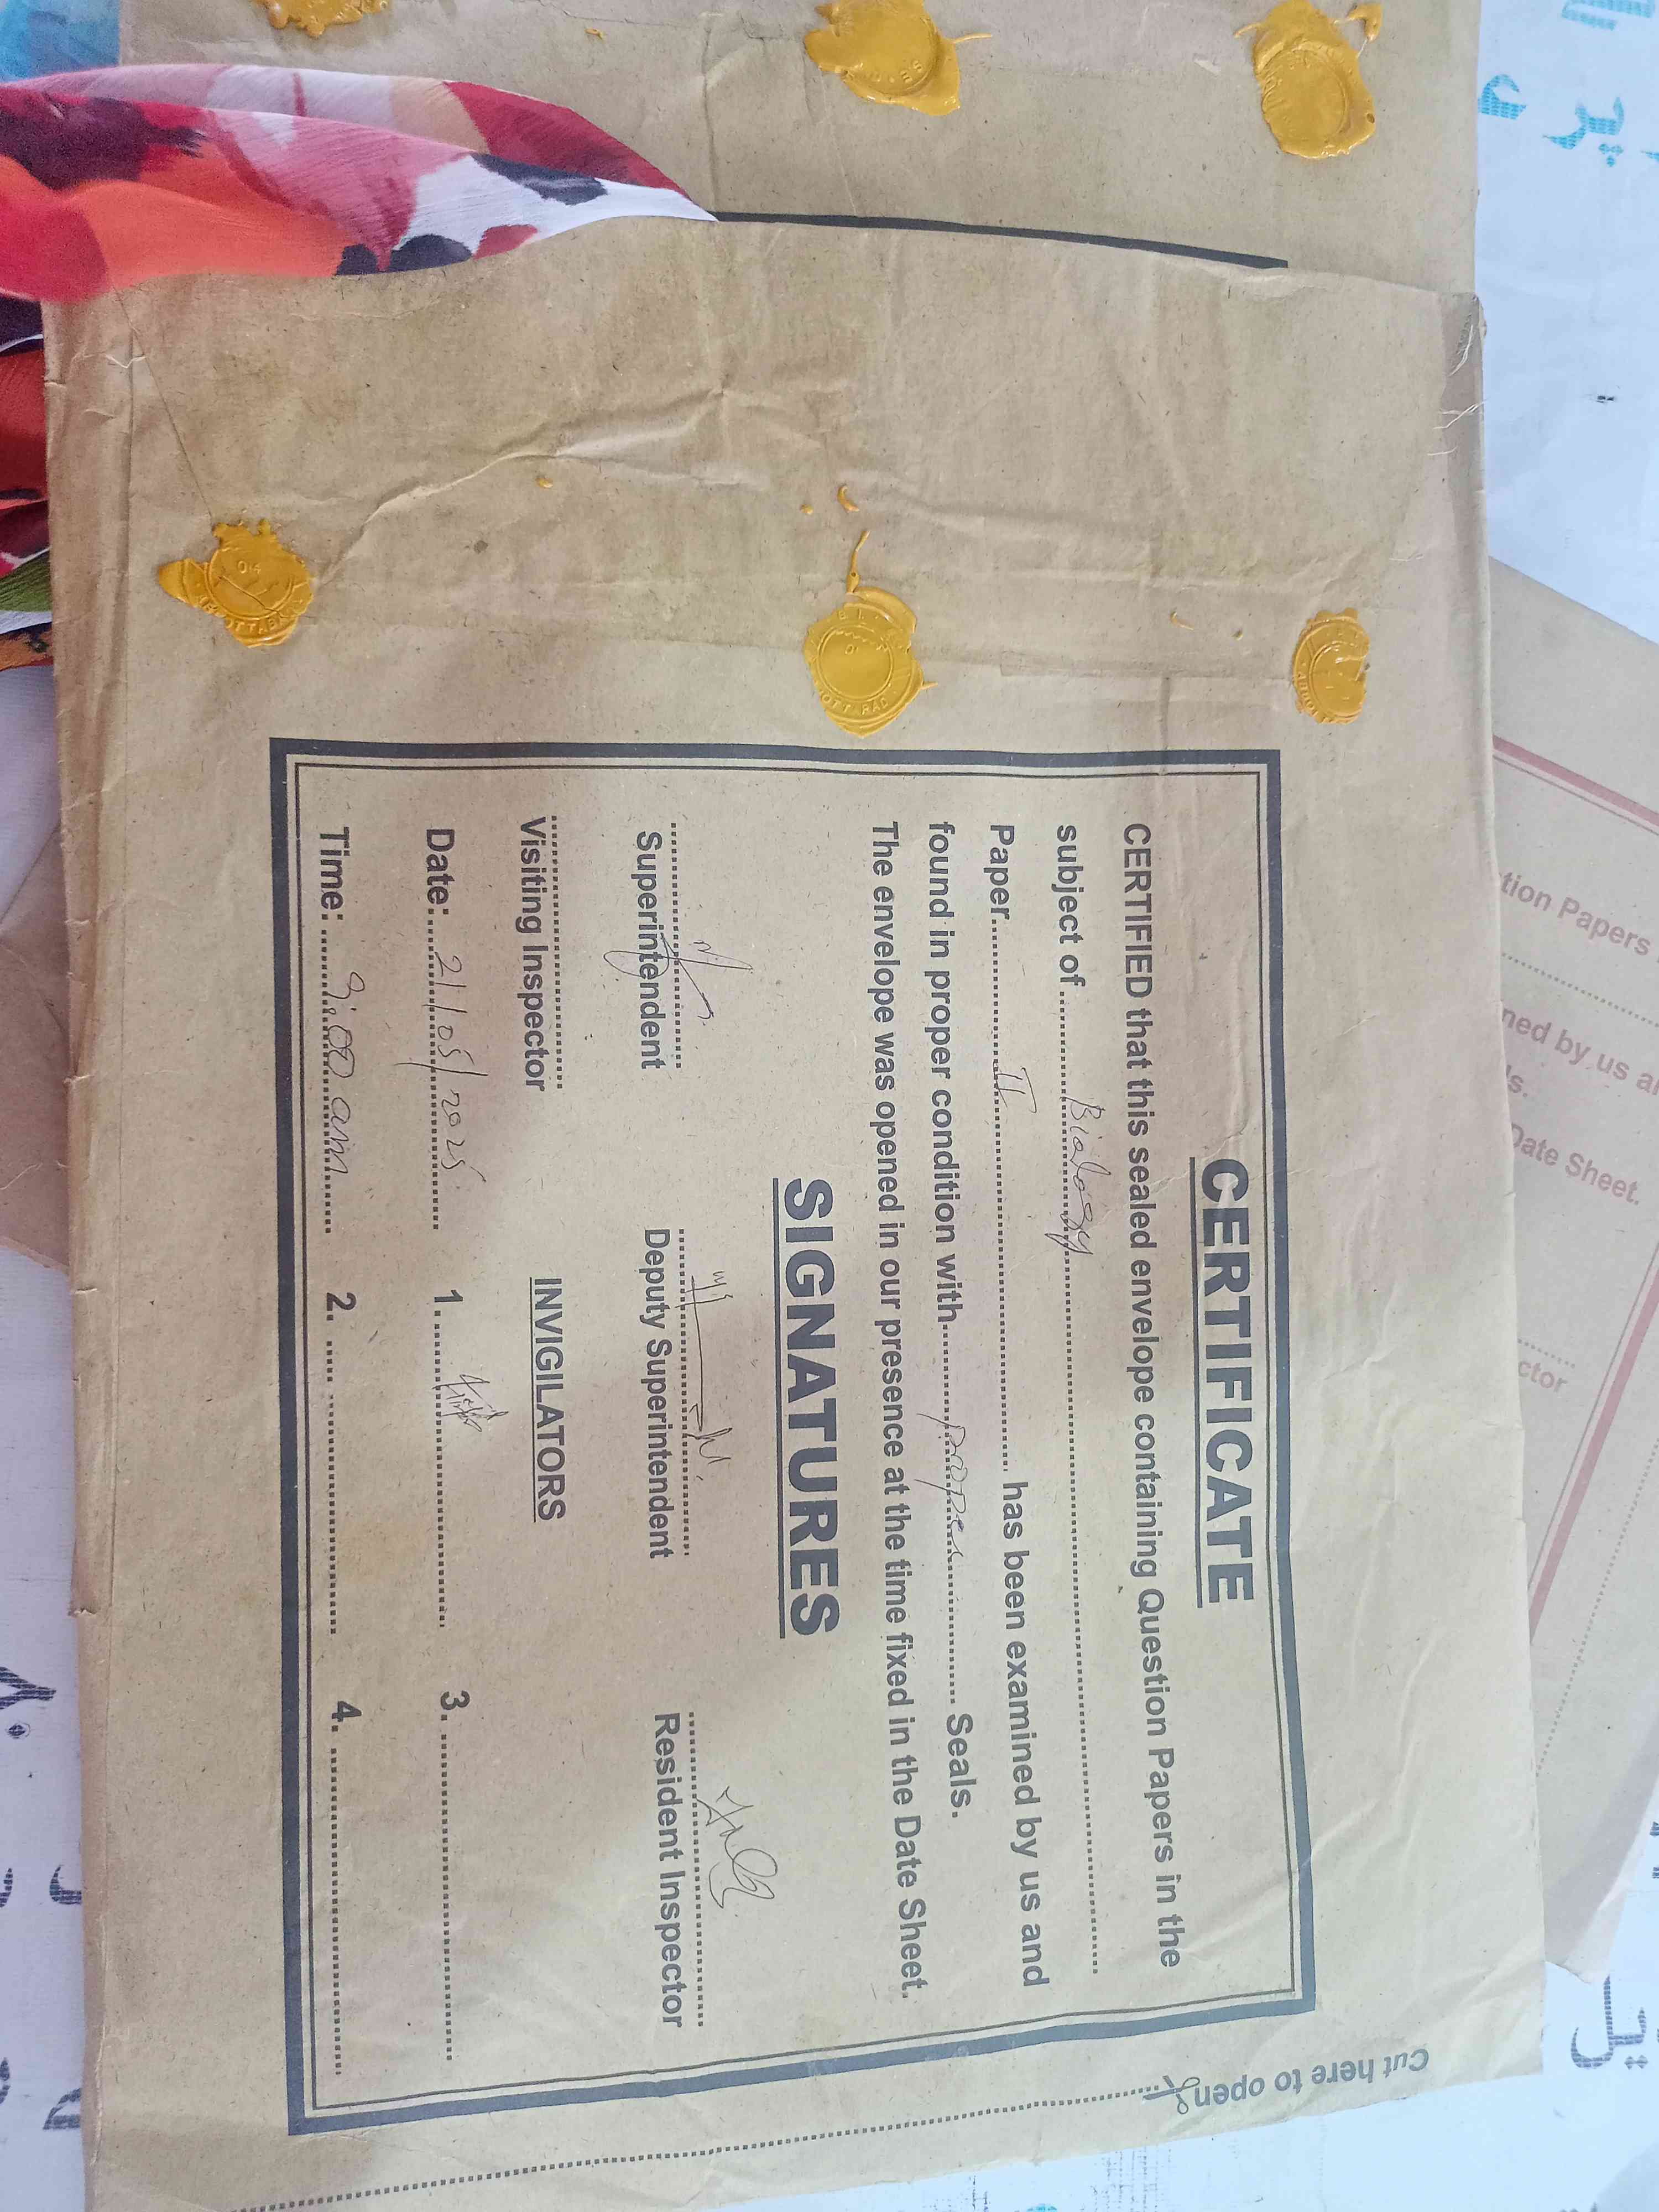 CERTIFICATE
CERTIFIED that this sealed envelope containing Question Papers in the
subject of ........ Biology ........
Paper ........ II ........ has been examined by us and
found in proper condition with ........ proper ........ Seals.
The envelope was opened in our presence at the time fixed in the Date Sheet.
SIGNATURES
Superintendent Deputy Superintendent Resident Inspector
Visiting Inspector INVIGILATORS
Date: 21/05/2025 1. ........ 3. ........
Time: 9:00 am 2. ........ 4. ........
Cut here to open
tion Papers
ned by us
Date Sheet.
ctor